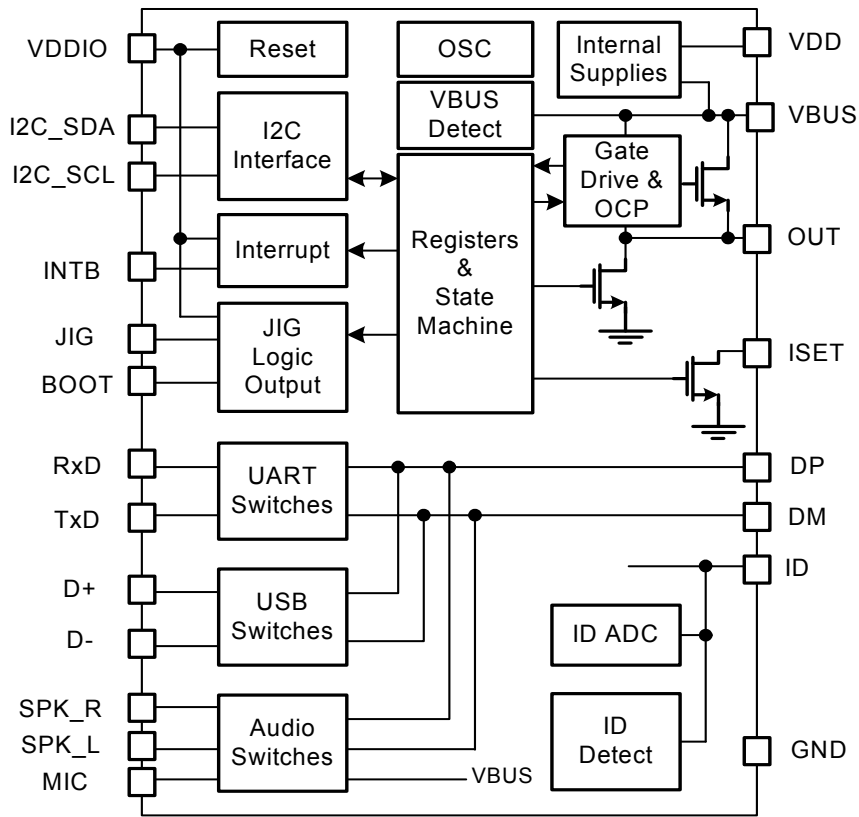 VDDIO
Reset
OSC
Internal
Supplies
VDD
I2C_SDA
I2C_SCL
I2C
Interface
VBUS
Detect
VBUS
Gate
Drive &
OCP
Registers
&
State
Machine
OUT
INTB
Interrupt
JIG
BOOT
JIG
Logic
Output
ISET
RxD
TxD
UART
Switches
DP
DM
D+
D-
USB
Switches
ID
ID ADC
SPK_R
SPK_L
MIC
Audio
Switches
VBUS
ID
Detect
GND